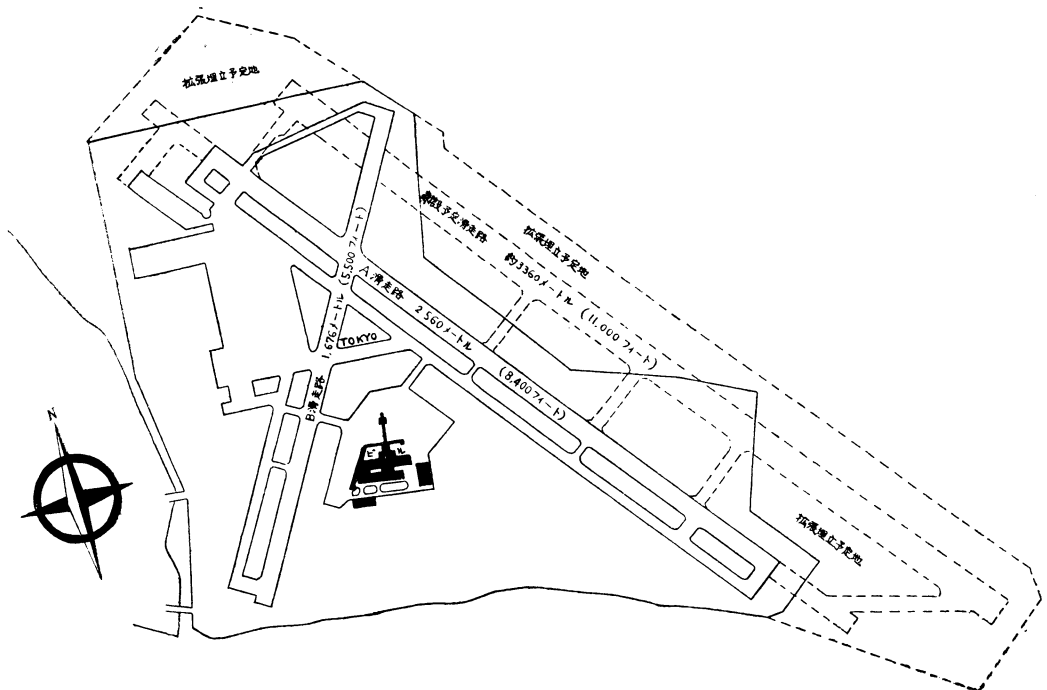 拡張埋立予定地
新設予定滑走路 約3360メートル (11,000フィート)
拡張埋立予定地
A.滑走路 2560メートル (8,400フィート)
B滑走路 1,676メートル (5,500フィート)
TOKYO
ビル
拡張埋立予定地
N